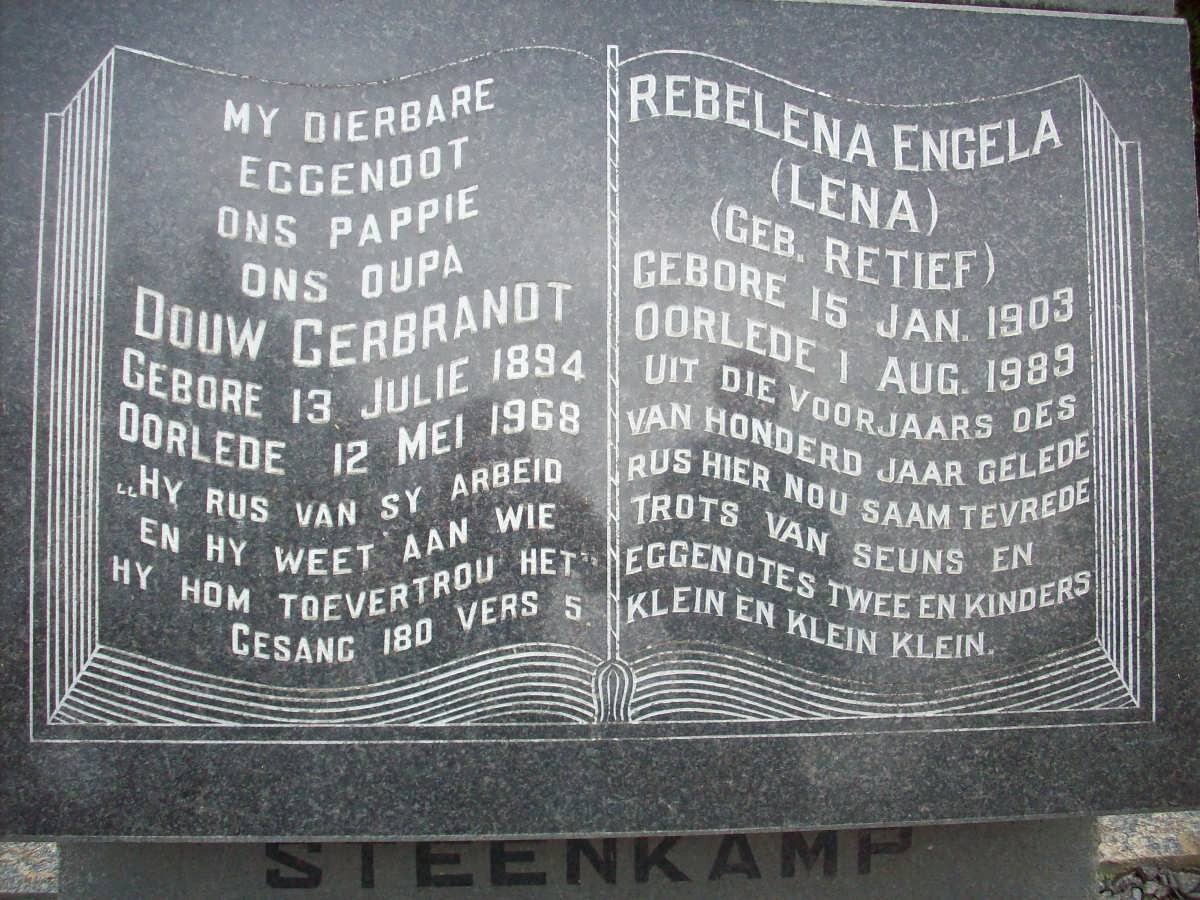 MY DIERBARE
EGGENOOT
ONS PAPPIE
ONS OUPA
DOUW GERBRANDT
GEBORE 13 JULIE 1894
OORLEDE 12 MEI 1968
„HY RUS VAN SY ARBEID
EN HY WEET AAN WIE
HY HOM TOEVERTROU HET"
GESANG 180 VERS 5.
REBELENA ENGELA
(LENA)
(GEB. RETIEF)
GEBORE 15 JAN. 1903
OORLEDE 1 AUG. 1989
UIT DIE VOORJAARS OES
VAN HONDERD JAAR GELEDE
RUS HIER NOU SAAM TEVREDE
TROTS VAN SEUNS EN
EGGENOTES TWEE EN KINDERS
KLEIN EN KLEIN KLEIN.
STEENKAMP